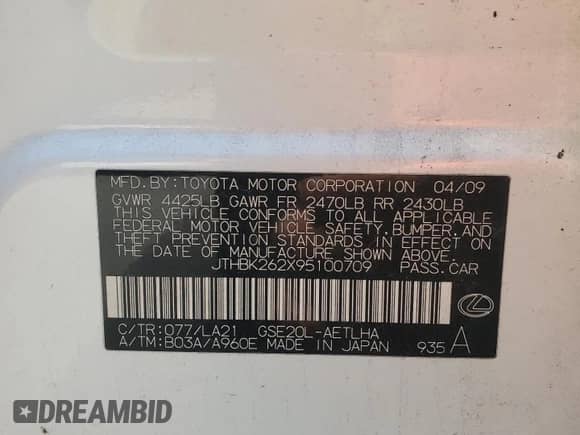 MFD. BY: TOYOTA MOTOR CORPORATION 04/09
GVWR 4425LB GAWR FR 2470LB RR 2430LB
THIS VEHICLE CONFORMS TO ALL APPLICABLE
FEDERAL MOTOR VEHICLE SAFETY, BUMPER, AND
THEFT PREVENTION STANDARDS IN EFFECT ON
THE DATE OF MANUFACTURE SHOWN ABOVE.
JTHBK262X95100709 PASS. CAR
C/TR: 077/LA21 GSE20L-AETLHA
A/TM: B03A/A960E MADE IN JAPAN 935 A
DREAMBID